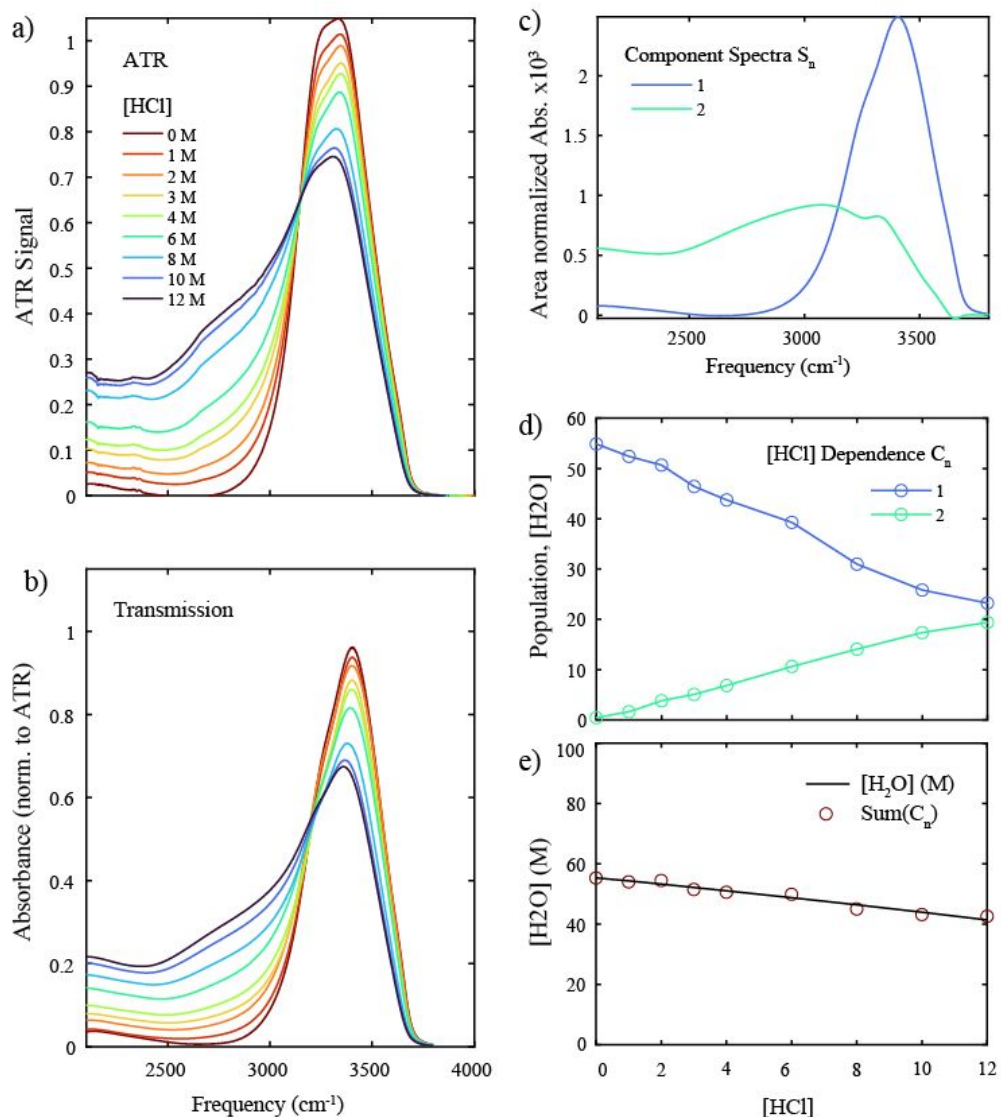 a)
ATR
[HCl]
0 M
1 M
2 M
3 M
4 M
6 M
8 M
10 M
12 M
ATR Signal
1
0.9
0.8
0.7
0.6
0.5
0.4
0.3
0.2
0.1
0
2500
3000
3500
4000
b)
Transmission
Absorbance (norm. to ATR)
1
0.8
0.6
0.4
0.2
0
2500
3000
3500
4000
Frequency (cm⁻¹)
c)
Component Spectra Sₙ
1
2
Area normalized Abs. x10³
2
1.5
1
0.5
0
2500
3000
3500
Frequency (cm⁻¹)
d)
[HCl] Dependence Cₙ
1
2
Population, [H2O]
60
50
40
30
20
10
0
e)
[H₂O] (M)
Sum(Cₙ)
[H2O] (M)
100
80
60
40
20
0
0
2
4
6
8
10
12
[HCl]